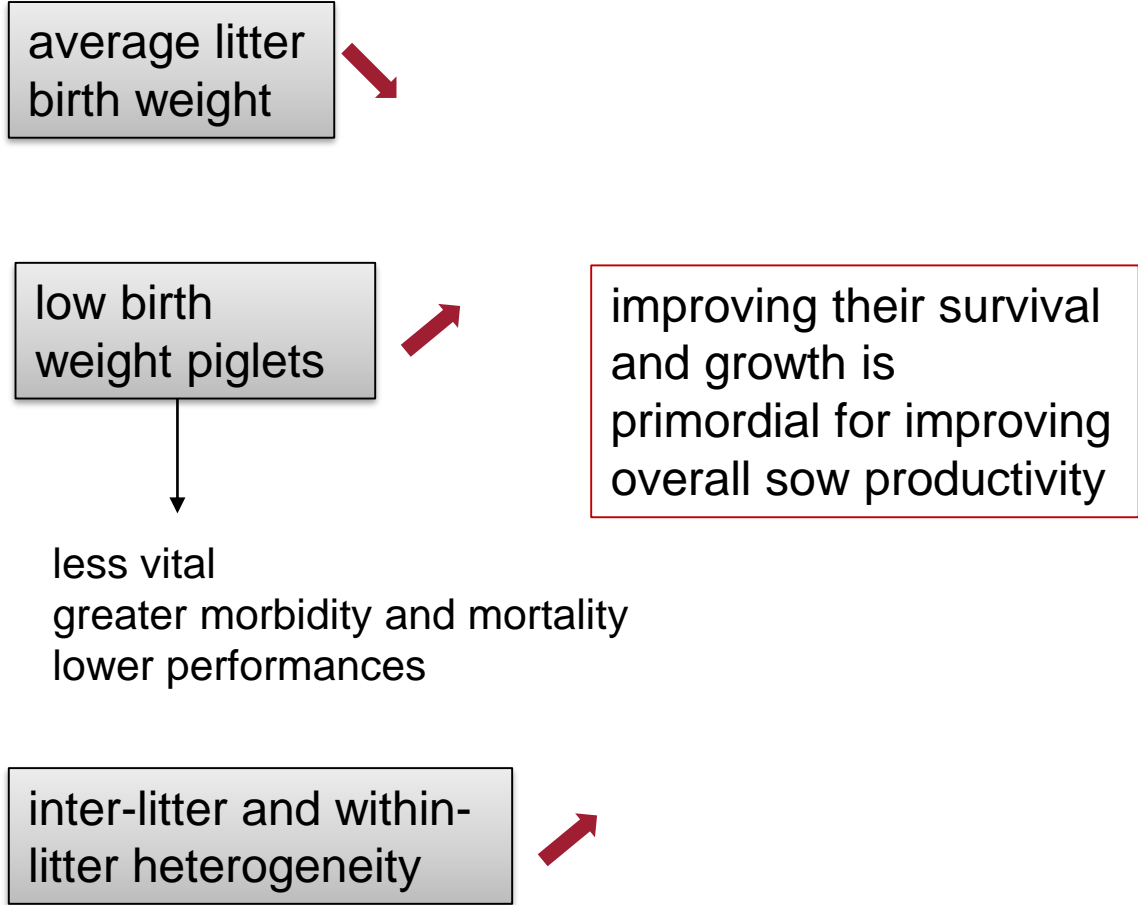 average litter
birth weight
low birth
weight piglets
improving their survival
and growth is
primordial for improving
overall sow productivity
less vital
greater morbidity and mortality
lower performances
inter-litter and within-
litter heterogeneity